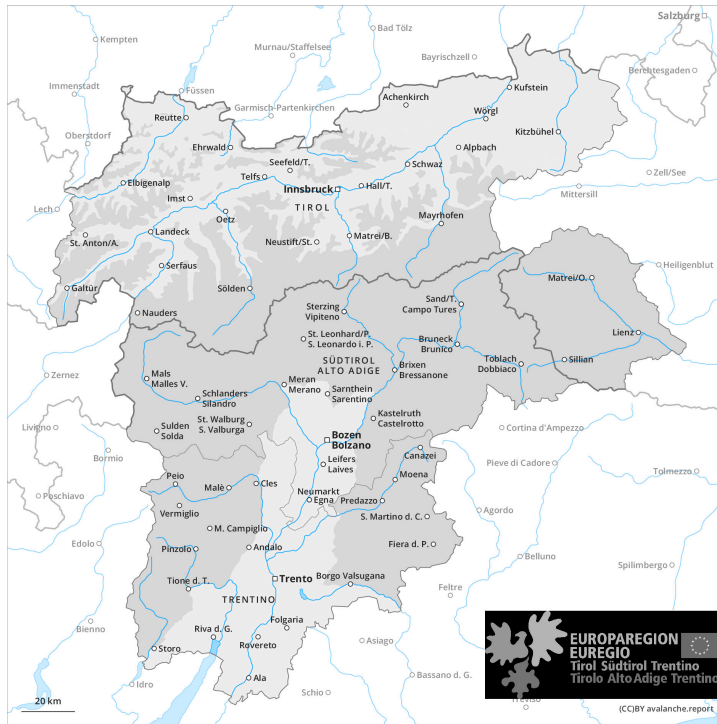 Salzburg
Kempten
Bad Tölz
Murnau/Staffelsee
Bayrischzell
Berchtesgaden
Immenstadt
Füssen
Kufstein
Achenkirch
Garmisch-Partenkirchen
Reutte
Wörgl
Oberstdorf
Kitzbühel
Ehrwald
Alpbach
Seefeld/T.
Schwaz
Telfs
Zell/See
Elbigenalp
Innsbruck
Hall/T.
Mittersill
Imst
TIROL
Lech
Oetz
Mayrhofen
St. Anton/A.
Landeck
Neustift/St.
Matrei/B.
Serfaus
Heiligenblut
Matrei/O.
Galtür
Sölden
Sand/T.
Campo Tures
Nauders
Sterzing
Vipiteno
Lienz
St. Leonhard/P.
S. Leonardo i. P.
Bruneck
Brunico
SÜDTIROL
ALTO ADIGE
Toblach
Dobbiaco
Sillian
Brixen
Bressanone
Zernez
Mals
Malles V.
Meran
Merano
Sarnthein
Sarentino
Schlanders
Silandro
Kastelruth
Castelrotto
St. Walburg
S. Valburga
Livigno
Sulden
Solda
Cortina d'Ampezzo
Bozen
Bolzano
Bormio
Canazei
Leifers
Laives
Pieve di Cadore
Tolmezzo
Peio
Moena
Malè
Cles
Neumarkt
Egna
Poschiavo
Predazzo
Vermiglio
Agordo
S. Martino d. C.
M. Campiglio
Edolo
Fiera d. P.
Pinzolo
Andalo
Belluno
Spilimbergo
Trento
Borgo Valsugana
Tione d. T.
Feltre
TRENTINO
Folgaria
Bienno
Riva d. G.
Rovereto
Asiago
Storo
Bassano d. G.
Ala
Idro
Schio
Treviso
EUROPAREGION
EUREGIO
Tirol Südtirol Trentino
Tirolo Alto Adige Trentino
20 km
(CC)BY avalanche.report